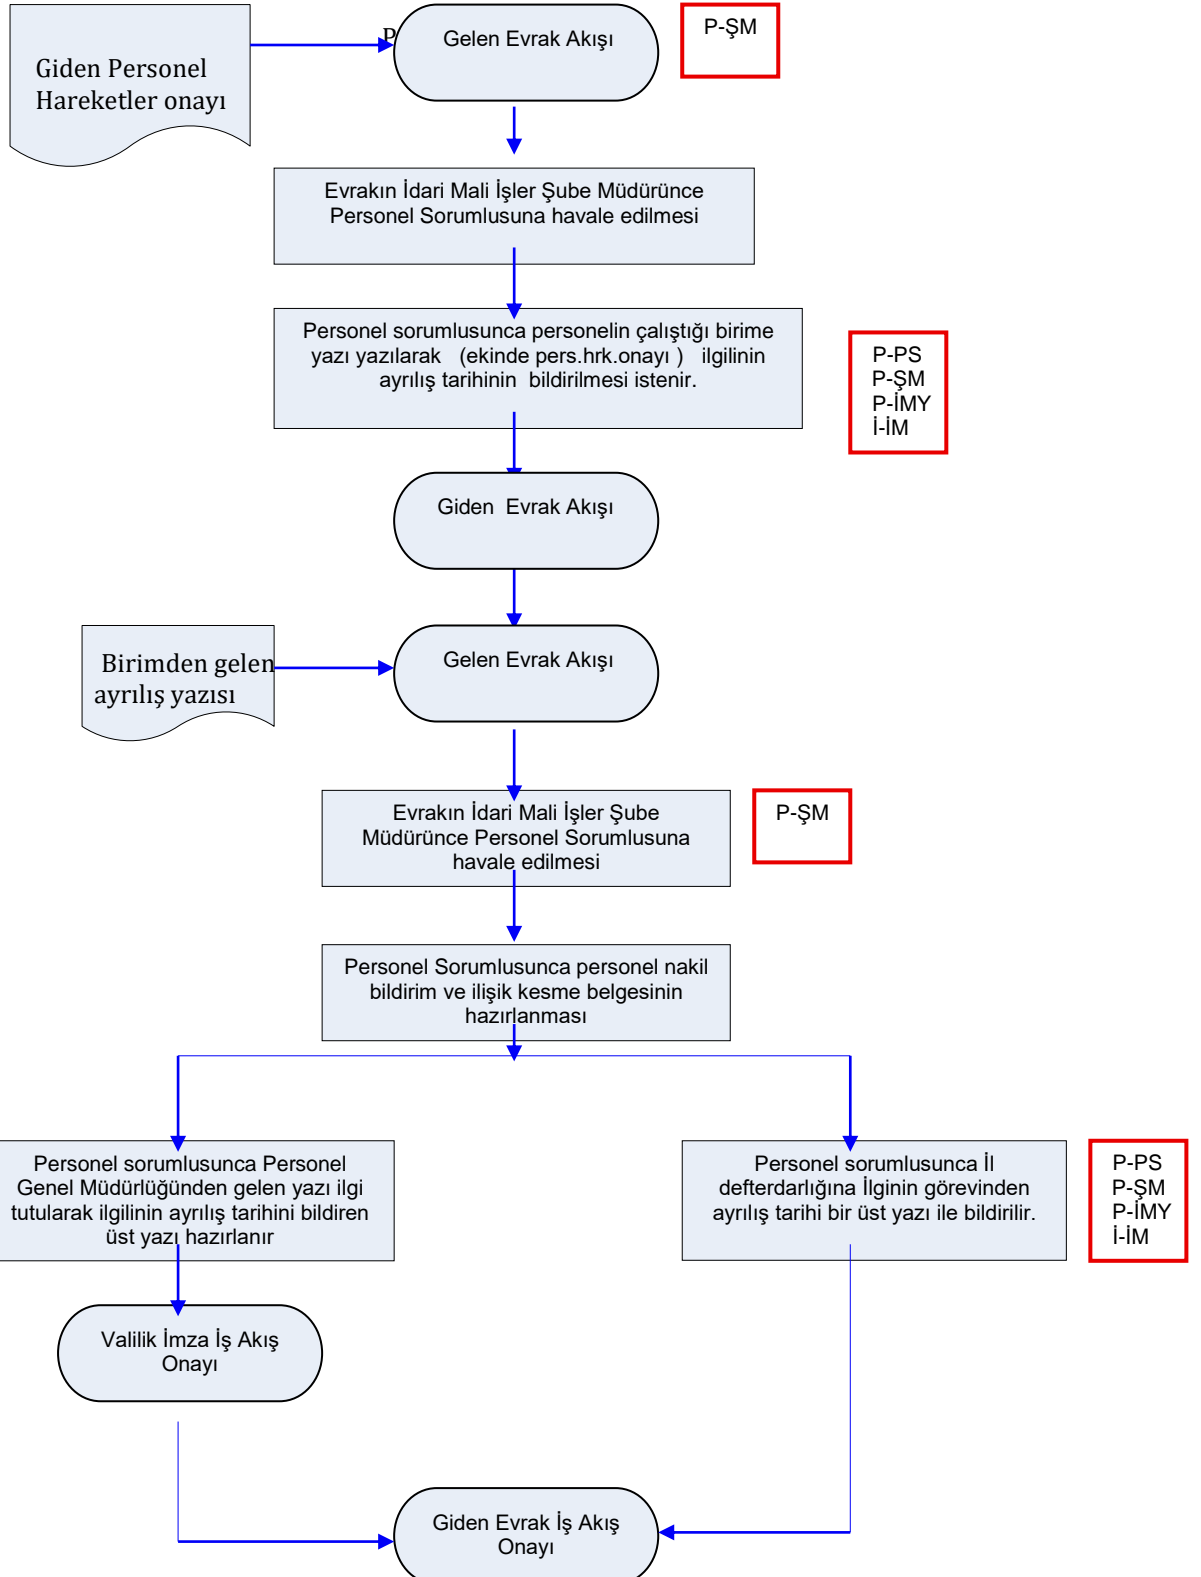 Giden Personel
Hareketler onayı
P
Gelen Evrak Akışı
P-ŞM
Evrakın İdari Mali İşler Şube Müdürünce
Personel Sorumlusuna havale edilmesi
Personel sorumlusunca personelin çalıştığı birime
yazı yazılarak (ekinde pers.hrk.onayı ) ilgilinin
ayrılış tarihinin bildirilmesi istenir.
P-PS
P-ŞM
P-İMY
İ-İM
Giden Evrak Akışı
Birimden gelen
ayrılış yazısı
Gelen Evrak Akışı
Evrakın İdari Mali İşler Şube
Müdürünce Personel Sorumlusuna
havale edilmesi
P-ŞM
Personel Sorumlusunca personel nakil
bildirim ve ilişik kesme belgesinin
hazırlanması
Personel sorumlusunca Personel
Genel Müdürlüğünden gelen yazı ilgi
tutularak ilgilinin ayrılış tarihini bildiren
üst yazı hazırlanır
Personel sorumlusunca İl
defterdarlığına İlginin görevinden
ayrılış tarihi bir üst yazı ile bildirilir.
P-PS
P-ŞM
P-İMY
İ-İM
Valilik İmza İş Akış
Onayı
Giden Evrak İş Akış
Onayı